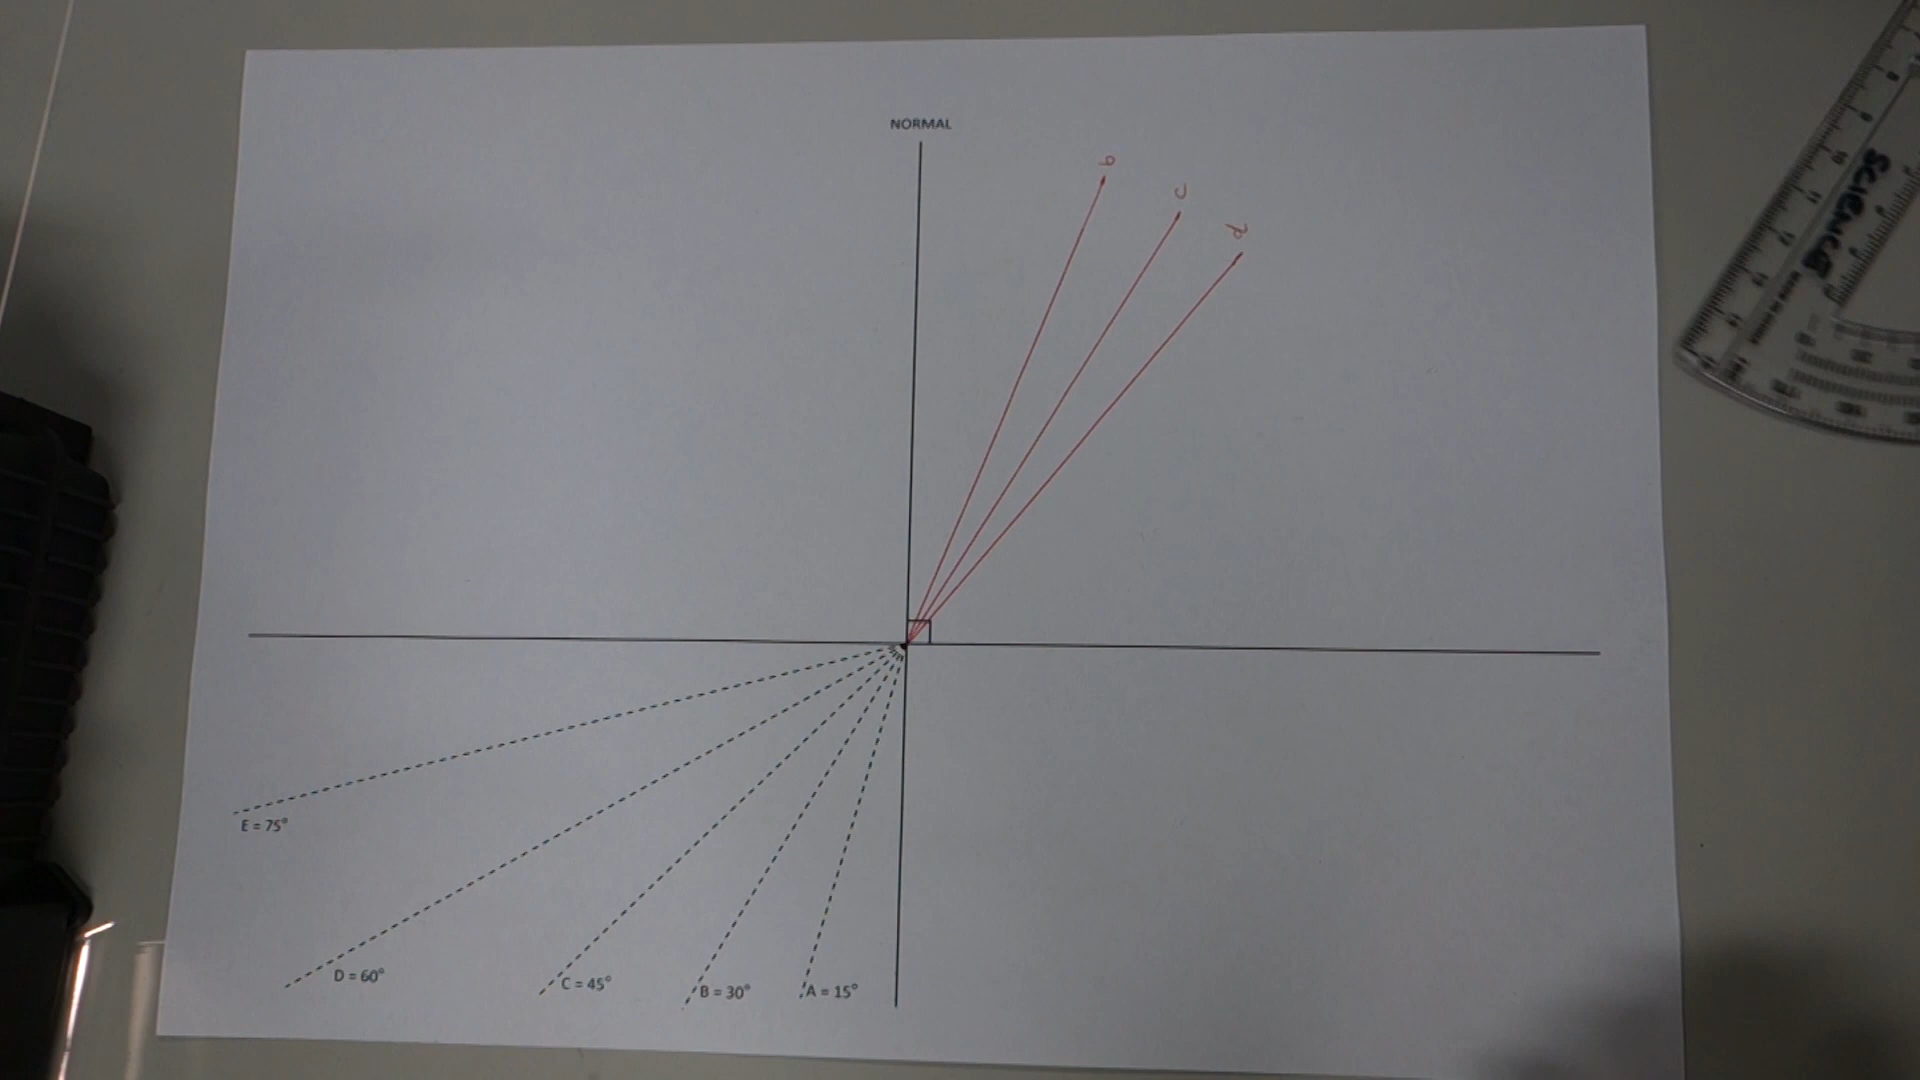 NORMAL
b
c
d
E = 75°
D = 60°
C = 45°
B = 30°
A = 15°
SCIENCE